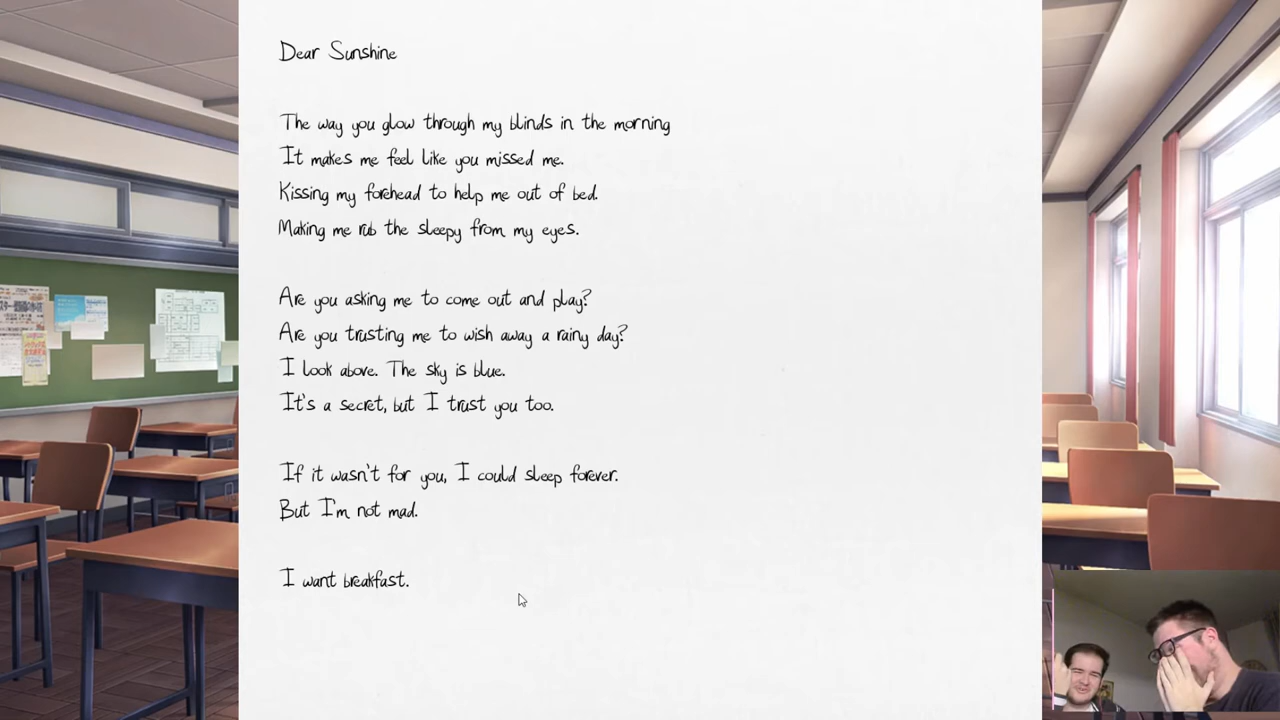 Dear Sunshine
The way you glow through my blinds in the morning
It makes me feel like you missed me.
Kissing my forehead to help me out of bed.
Making me rub the sleepy from my eyes.
Are you asking me to come out and play?
Are you trusting me to wish away a rainy day?
I look above. The sky is blue.
It's a secret, but I trust you too.
If it wasn't for you, I could sleep forever.
But I'm not mad.
I want breakfast.